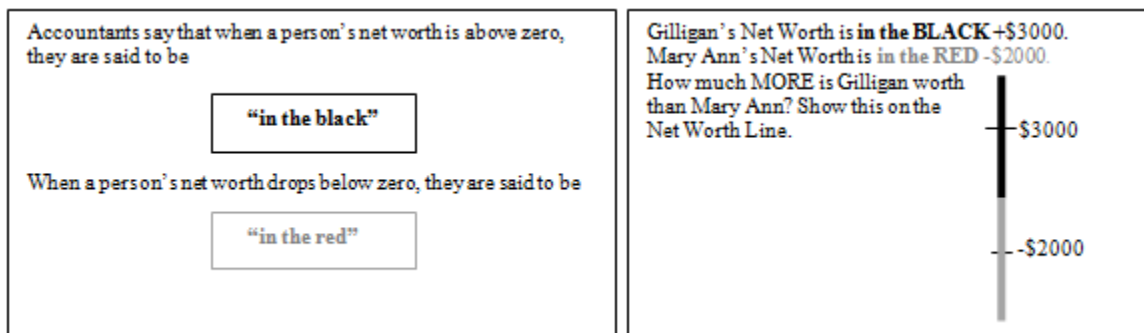 Accountants say that when a person's net worth is above zero,
they are said to be
“in the black”
When a person's net worth drops below zero, they are said to be
“in the red”
Gilligan's Net Worth is in the BLACK +$3000.
Mary Ann's Net Worth is in the RED -$2000.
How much MORE is Gilligan worth
than Mary Ann? Show this on the
Net Worth Line.
$3000
-$2000